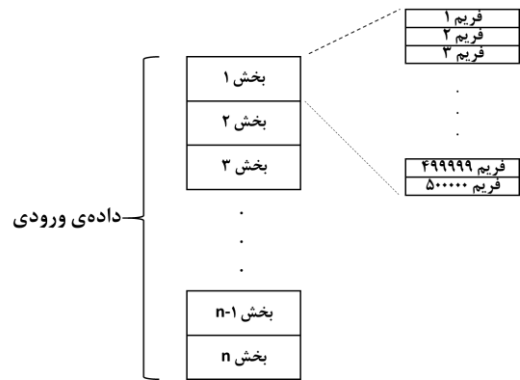 فریم ۱
فریم ۲
فریم ۳
.
.
.
فریم ۴۹۹۹۹۹
فریم ۵۰۰۰۰۰
داده‌ی ورودی
بخش ۱
بخش ۲
بخش ۳
.
.
.
بخش n-۱
بخش n